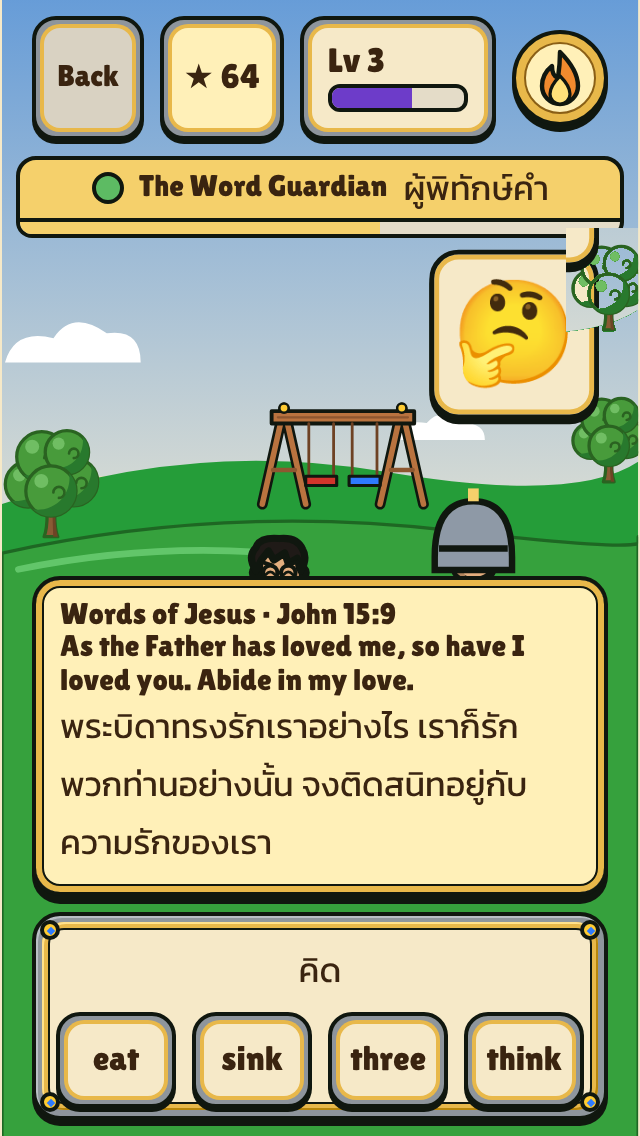 Back
★ 64
Lv 3
The Word Guardian ผู้พิทักษ์คำ
Words of Jesus · John 15:9
As the Father has loved me, so have I
loved you. Abide in my love.
พระบิดาทรงรักเราอย่างไร เราก็รัก
พวกท่านอย่างนั้น จงติดสนิทอยู่กับ
ความรักของเรา
คิด
eat sink three think